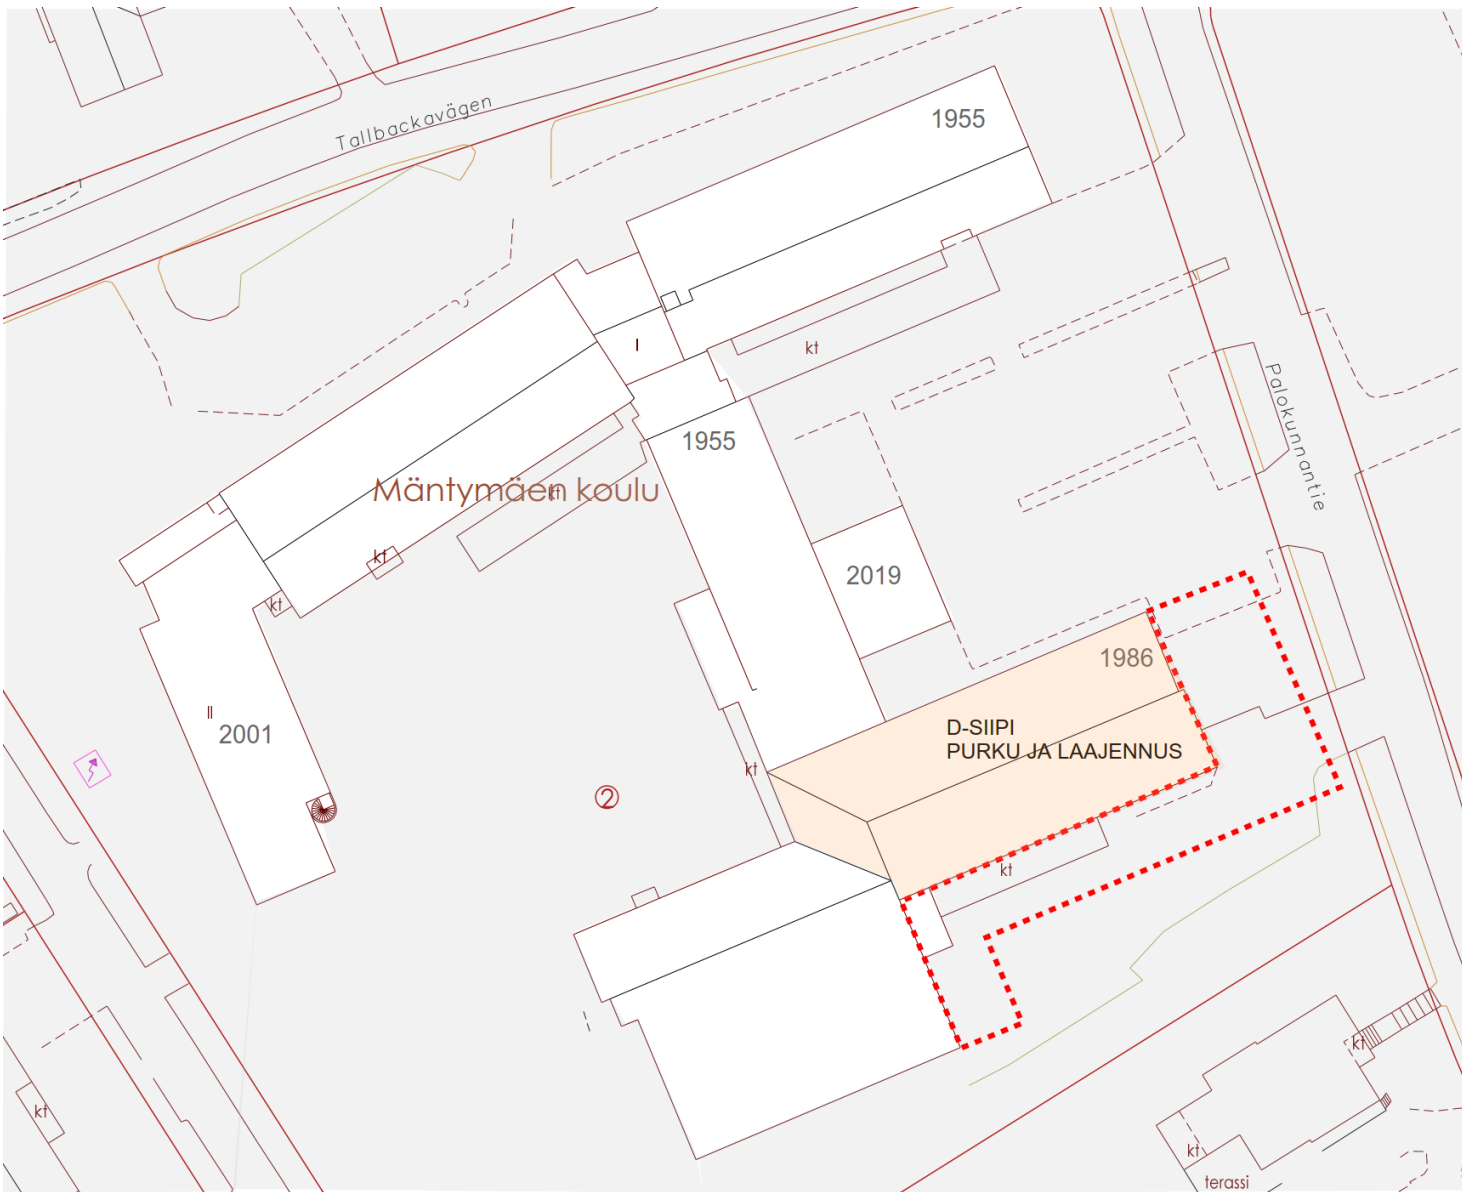 Tallbackavägen
1955
I
kt
Palokunnantie
1955
Mäntymäen koulu
kt
kt
2019
kt
1986
II
2001
D-SIIPI
PURKU JA LAAJENNUS
kt
2
kt
kt
kt
kt
terassi